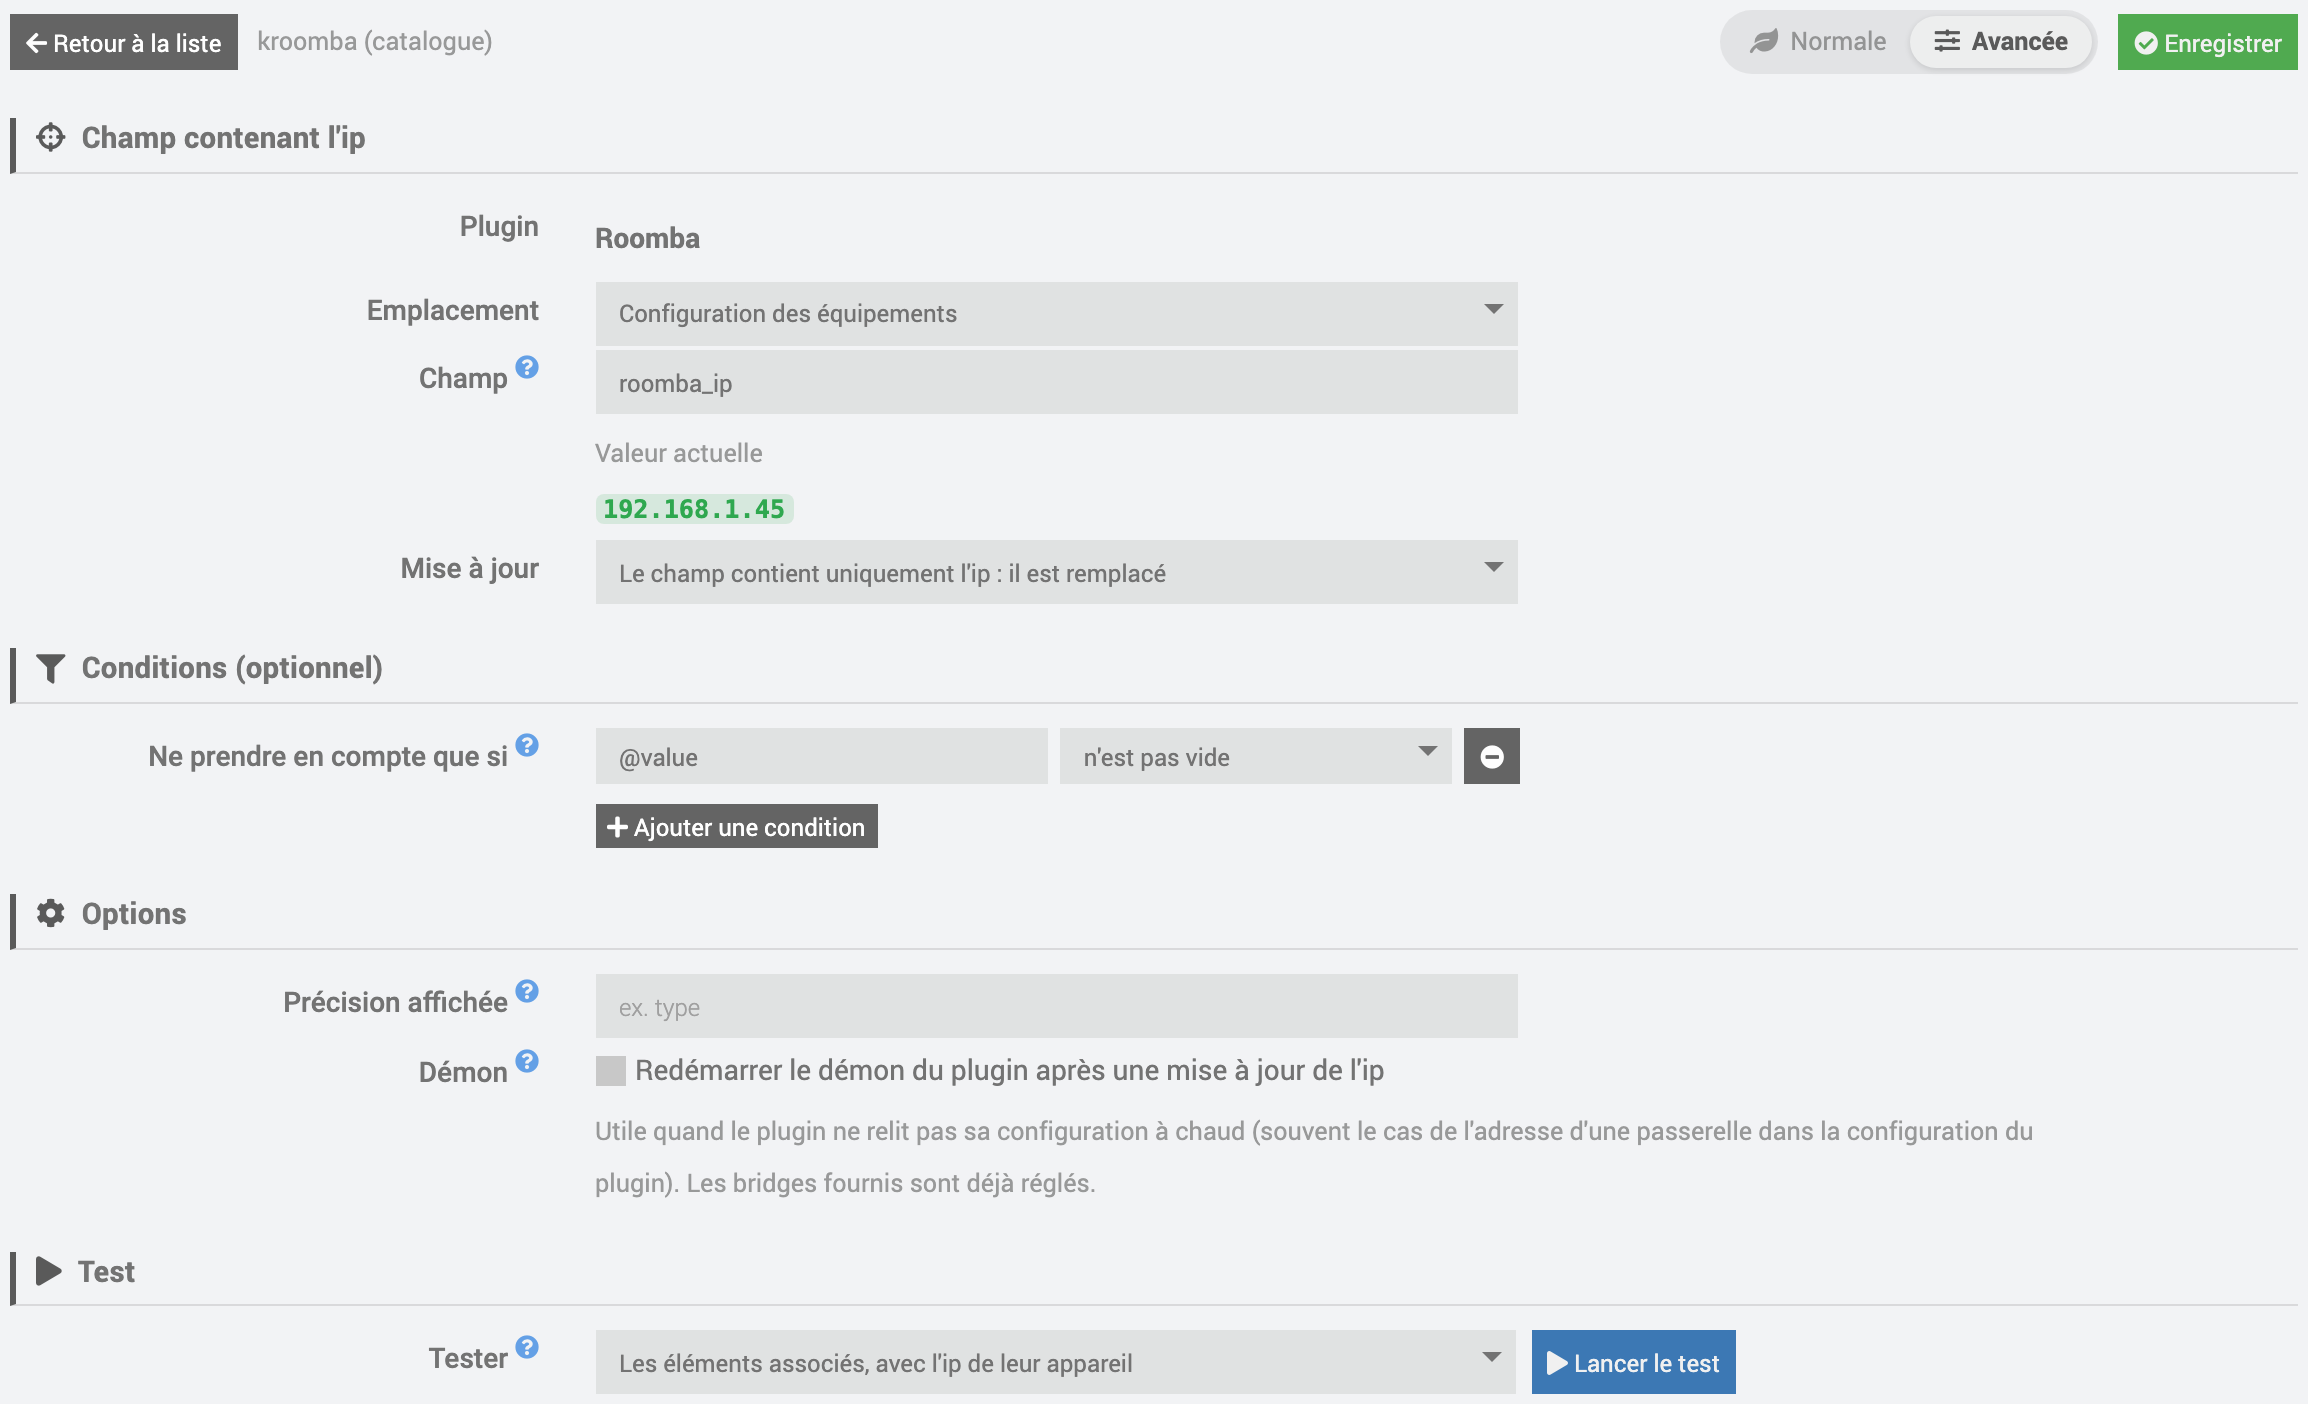 Retour à la liste
kroomba (catalogue)
Normale
Avancée
Enregistrer
Champ contenant l'ip
Plugin
Roomba
Emplacement
Configuration des équipements
Champ ?
roomba_ip
Valeur actuelle
192.168.1.45
Mise à jour
Le champ contient uniquement l'ip : il est remplacé
Conditions (optionnel)
Ne prendre en compte que si ?
@value
n'est pas vide
Ajouter une condition
Options
Précision affichée ?
ex. type
Démon ?
Redémarrer le démon du plugin après une mise à jour de l'ip
Utile quand le plugin ne relit pas sa configuration à chaud (souvent le cas de l'adresse d'une passerelle dans la configuration du
plugin). Les bridges fournis sont déjà réglés.
Test
Tester ?
Les éléments associés, avec l'ip de leur appareil
Lancer le test